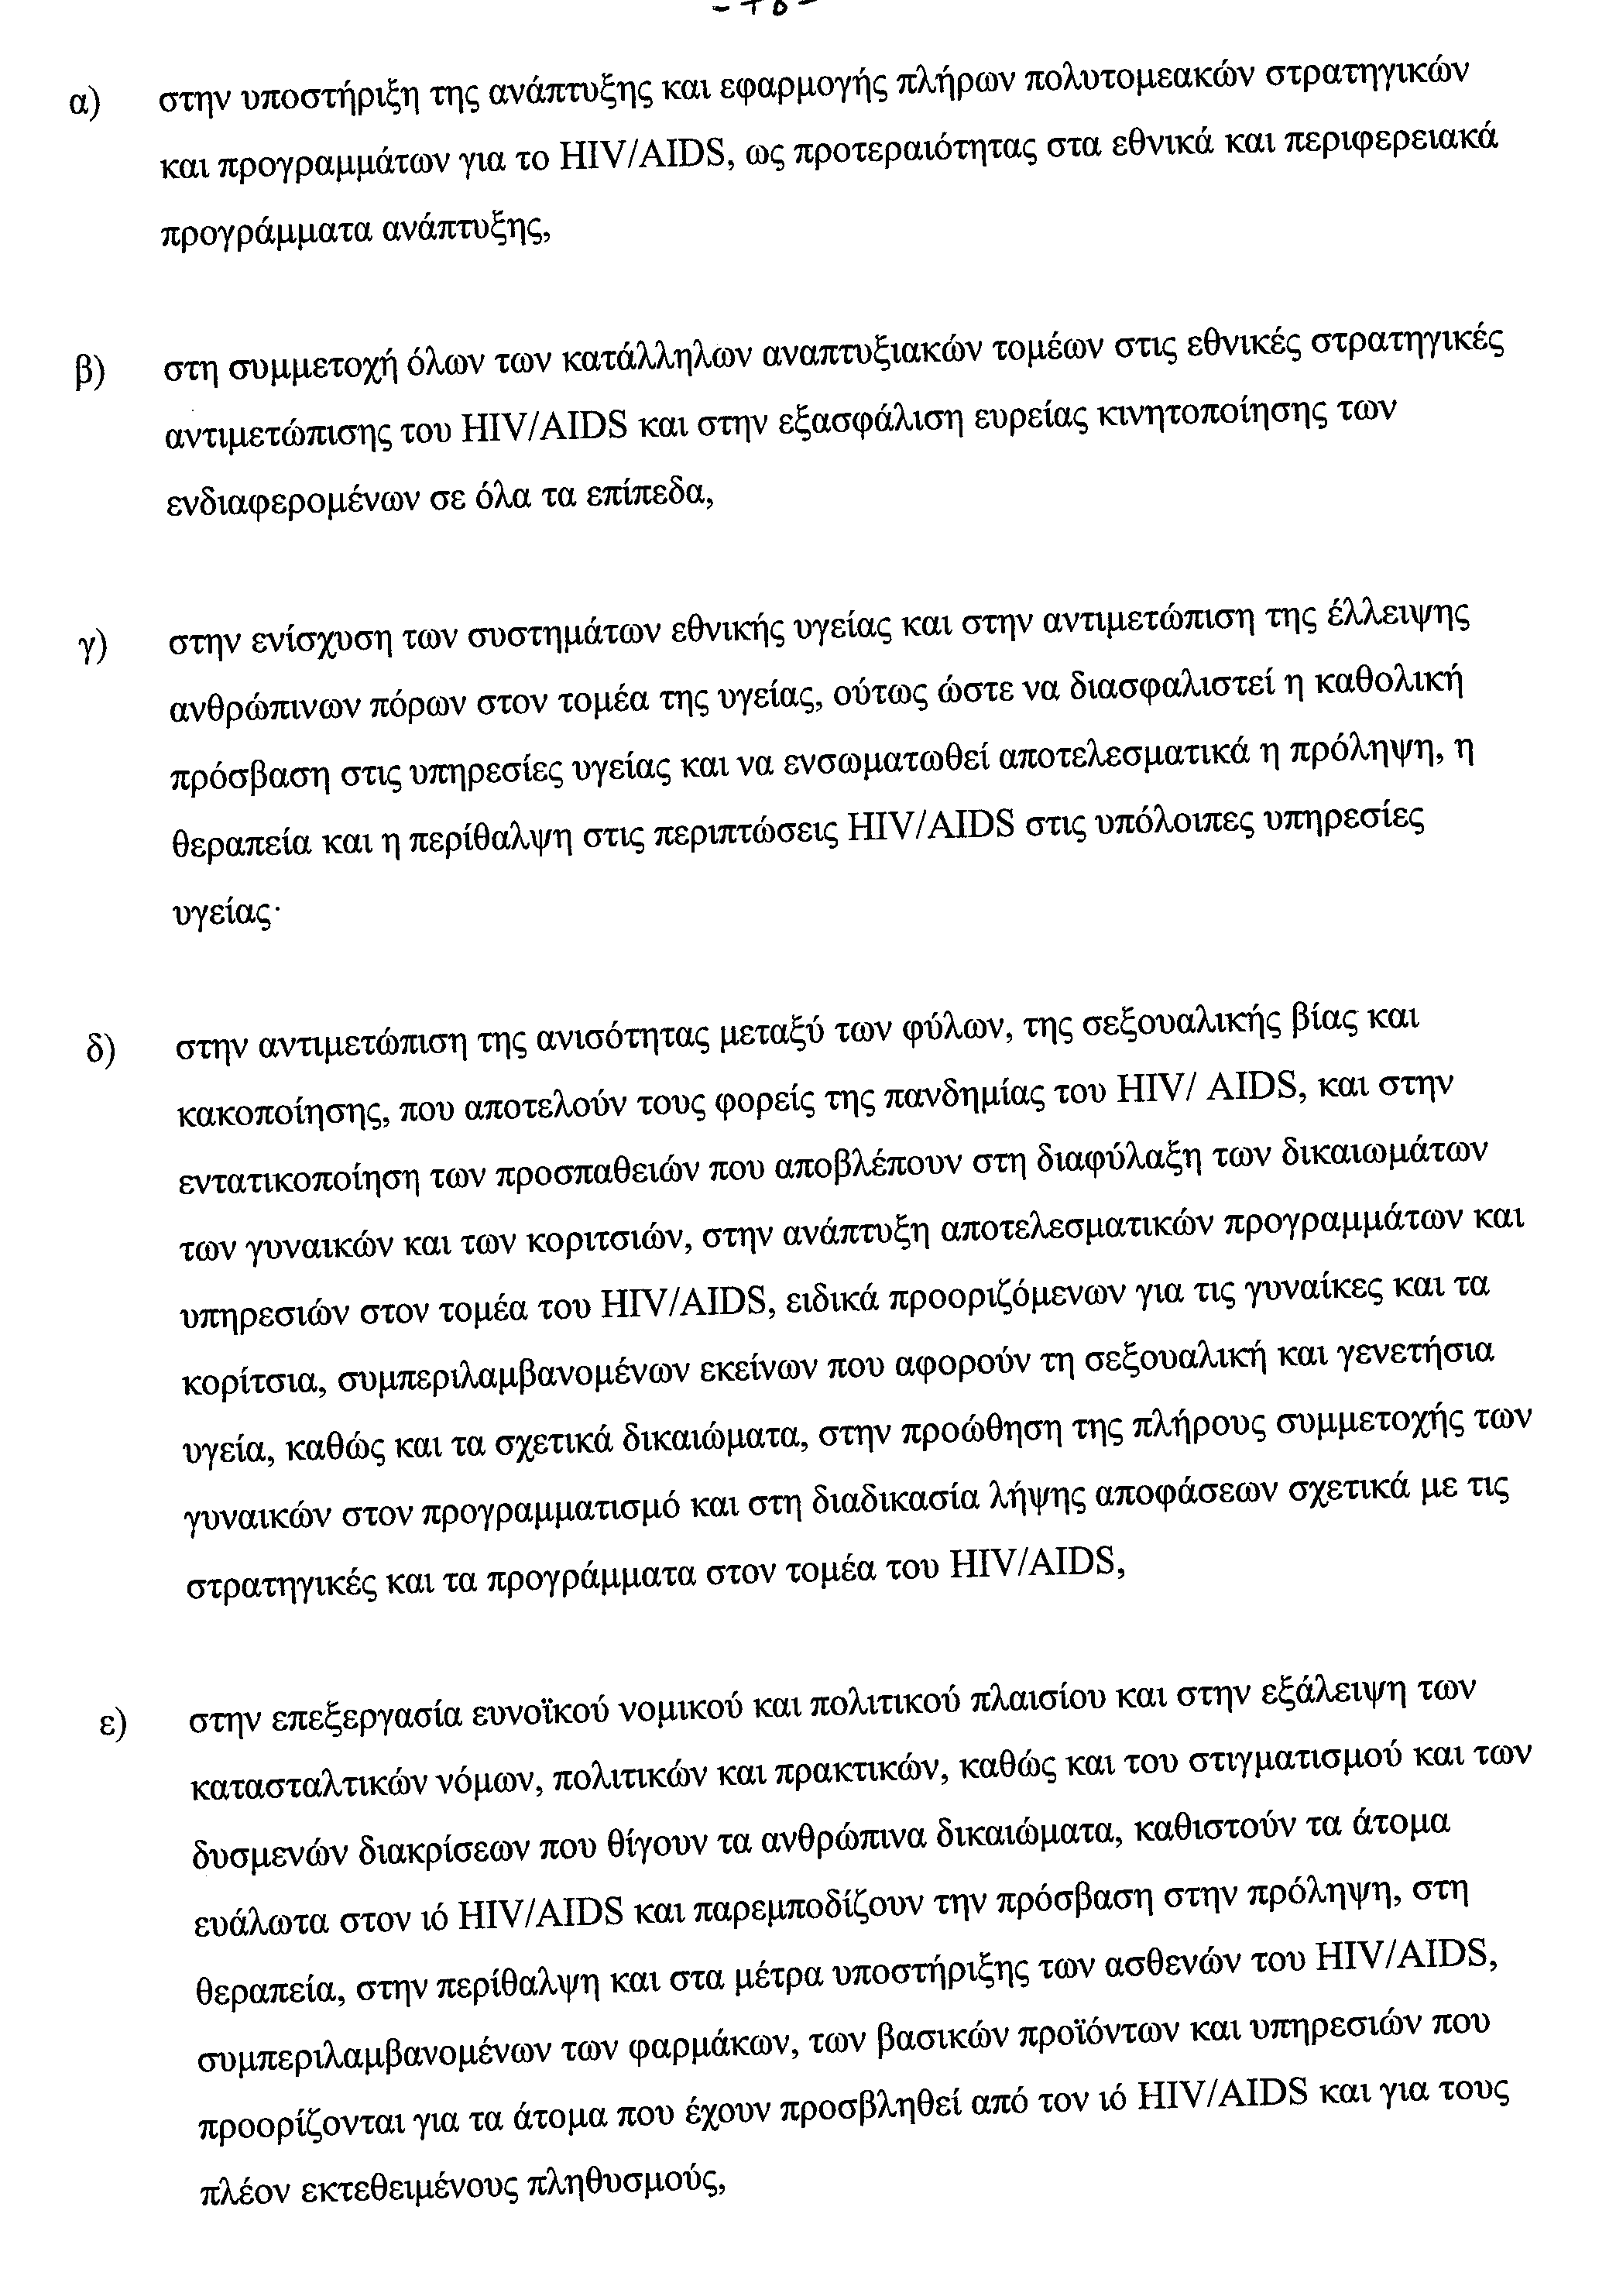 α) στην υποστήριξη της ανάπτυξης και εφαρμογής πλήρων πολυτομεακών στρατηγικών
και προγραμμάτων για το HIV/AIDS, ως προτεραιότητας στα εθνικά και περιφερειακά
προγράμματα ανάπτυξης,
β) στη συμμετοχή όλων των κατάλληλων αναπτυξιακών τομέων στις εθνικές στρατηγικές
αντιμετώπισης του HIV/AIDS και στην εξασφάλιση ευρείας κινητοποίησης των
ενδιαφερομένων σε όλα τα επίπεδα,
γ) στην ενίσχυση των συστημάτων εθνικής υγείας και στην αντιμετώπιση της έλλειψης
ανθρώπινων πόρων στον τομέα της υγείας, ούτως ώστε να διασφαλιστεί η καθολική
πρόσβαση στις υπηρεσίες υγείας και να ενσωματωθεί αποτελεσματικά η πρόληψη, η
θεραπεία και η περίθαλψη στις περιπτώσεις HIV/AIDS στις υπόλοιπες υπηρεσίες
υγείας·
δ) στην αντιμετώπιση της ανισότητας μεταξύ των φύλων, της σεξουαλικής βίας και
κακοποίησης, που αποτελούν τους φορείς της πανδημίας του HIV/ AIDS, και στην
εντατικοποίηση των προσπαθειών που αποβλέπουν στη διαφύλαξη των δικαιωμάτων
των γυναικών και των κοριτσιών, στην ανάπτυξη αποτελεσματικών προγραμμάτων και
υπηρεσιών στον τομέα του HIV/AIDS, ειδικά προοριζόμενων για τις γυναίκες και τα
κορίτσια, συμπεριλαμβανομένων εκείνων που αφορούν τη σεξουαλική και γενετήσια
υγεία, καθώς και τα σχετικά δικαιώματα, στην προώθηση της πλήρους συμμετοχής των
γυναικών στον προγραμματισμό και στη διαδικασία λήψης αποφάσεων σχετικά με τις
στρατηγικές και τα προγράμματα στον τομέα του HIV/AIDS,
ε) στην επεξεργασία ευνοϊκού νομικού και πολιτικού πλαισίου και στην εξάλειψη των
κατασταλτικών νόμων, πολιτικών και πρακτικών, καθώς και του στιγματισμού και των
δυσμενών διακρίσεων που θίγουν τα ανθρώπινα δικαιώματα, καθιστούν τα άτομα
ευάλωτα στον ιό HIV/AIDS και παρεμποδίζουν την πρόσβαση στην πρόληψη, στη
θεραπεία, στην περίθαλψη και στα μέτρα υποστήριξης των ασθενών του HIV/AIDS,
συμπεριλαμβανομένων των φαρμάκων, των βασικών προϊόντων και υπηρεσιών που
προορίζονται για τα άτομα που έχουν προσβληθεί από τον ιό HIV/AIDS και για τους
πλέον εκτεθειμένους πληθυσμούς,